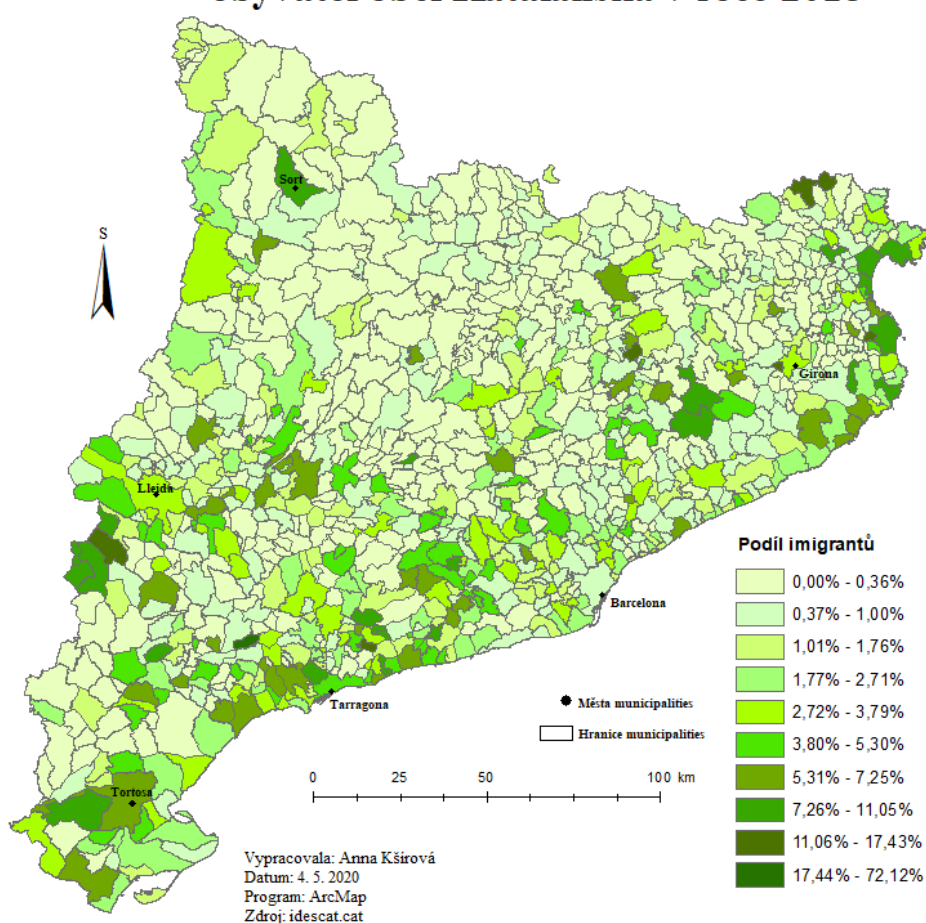 S
Sort
Girona
Lleida
Podíl imigrantů
0,00% - 0,36%
0,37% - 1,00%
1,01% - 1,76%
1,77% - 2,71%
2,72% - 3,79%
3,80% - 5,30%
5,31% - 7,25%
7,26% - 11,05%
11,06% - 17,43%
17,44% - 72,12%
Barcelona
Tarragona
Města municipalities
Hranice municipalities
0 25 50 100 km
Tortosa
Vypracovala: Anna Kšírová
Datum: 4. 5. 2020
Program: ArcMap
Zdroj: idescat.cat